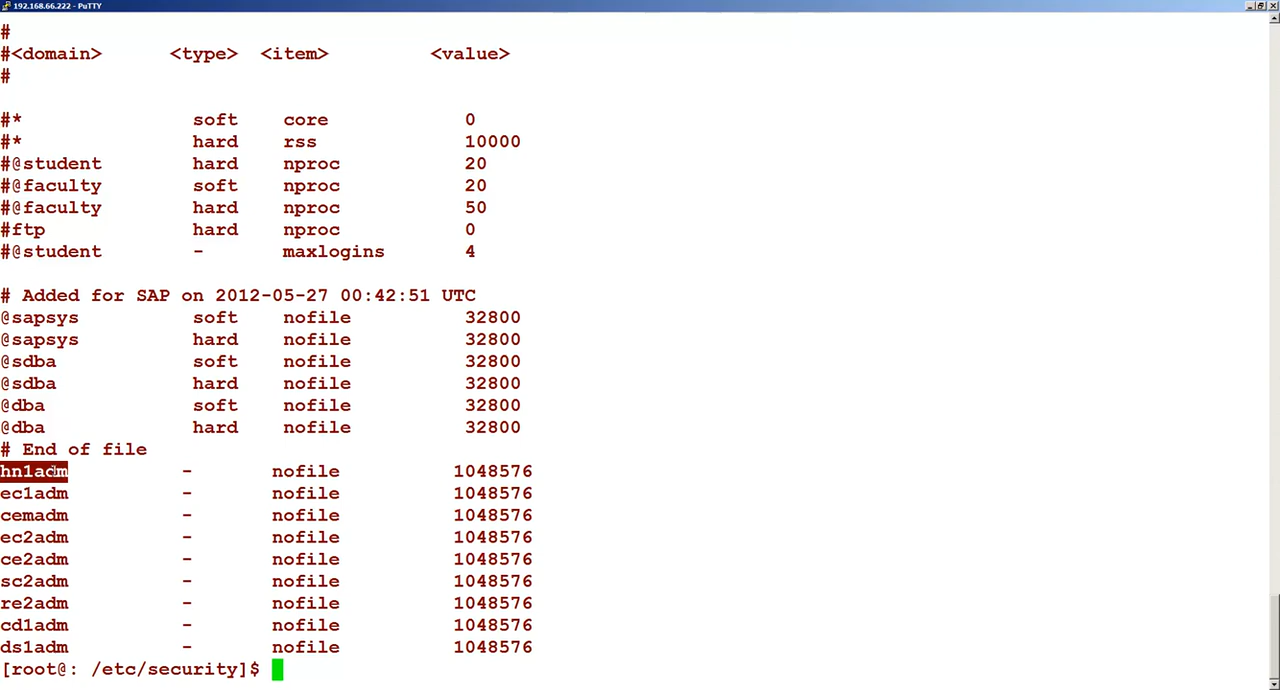 192.168.66.222 - PuTTY
#
#<domain> <type> <item> <value>
#
#* soft core 0
#* hard rss 10000
#@student hard nproc 20
#@faculty soft nproc 20
#@faculty hard nproc 50
#ftp hard nproc 0
#@student - maxlogins 4
# Added for SAP on 2012-05-27 00:42:51 UTC
@sapsys soft nofile 32800
@sapsys hard nofile 32800
@sdba soft nofile 32800
@sdba hard nofile 32800
@dba soft nofile 32800
@dba hard nofile 32800
# End of file
hn1adm - nofile 1048576
ec1adm - nofile 1048576
cemadm - nofile 1048576
ec2adm - nofile 1048576
ce2adm - nofile 1048576
sc2adm - nofile 1048576
re2adm - nofile 1048576
cd1adm - nofile 1048576
ds1adm - nofile 1048576
[root@: /etc/security]$